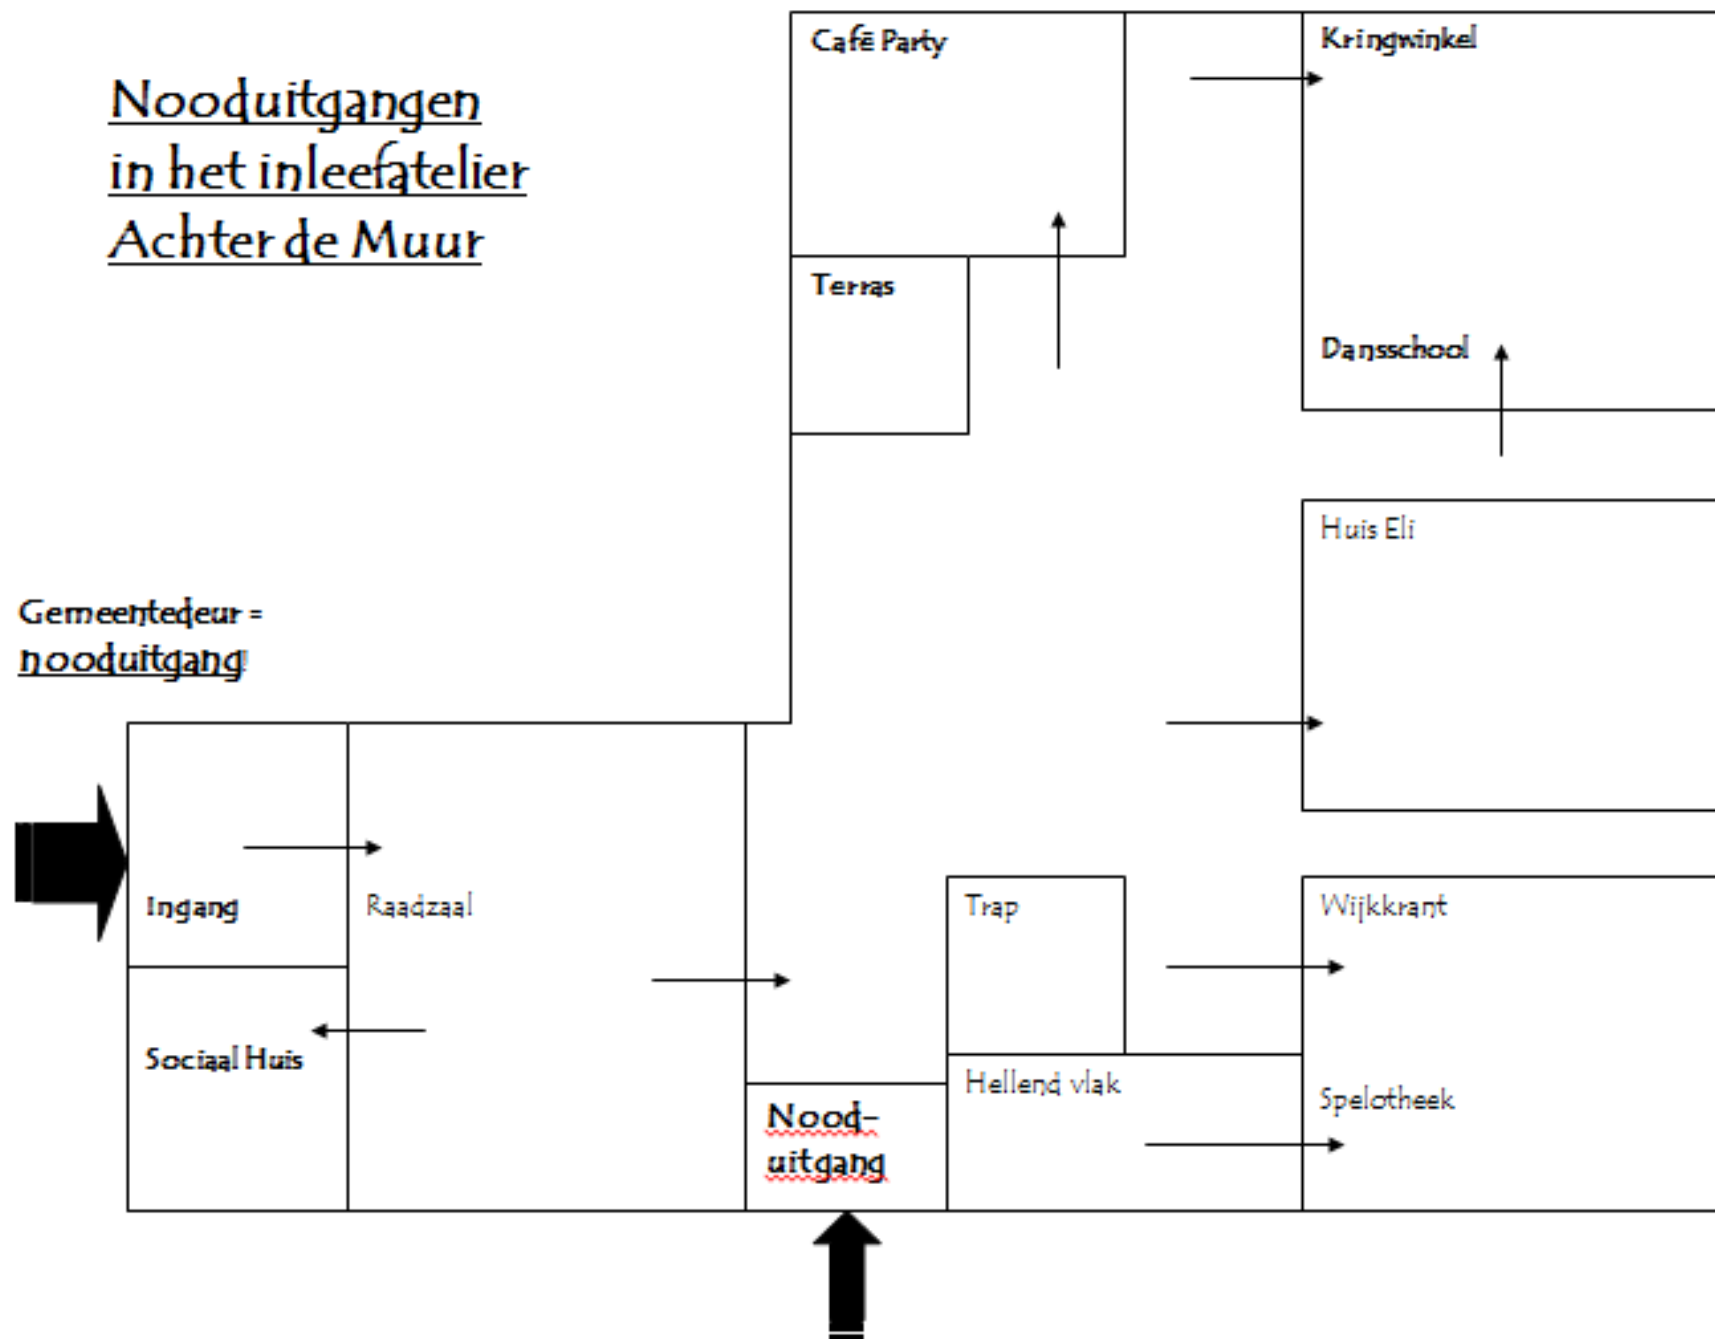 Nooduitgangen
in het inleefatelier
Achter de Muur
Café Party
Kringwinkel
Terras
Dansschool
Huis Eli
Gemeentedeur =
nooduitgang!
Ingang
Raadzaal
Trap
Wijkkrant
Sociaal Huis
Hellend vlak
Spelotheek
Nood-
uitgang